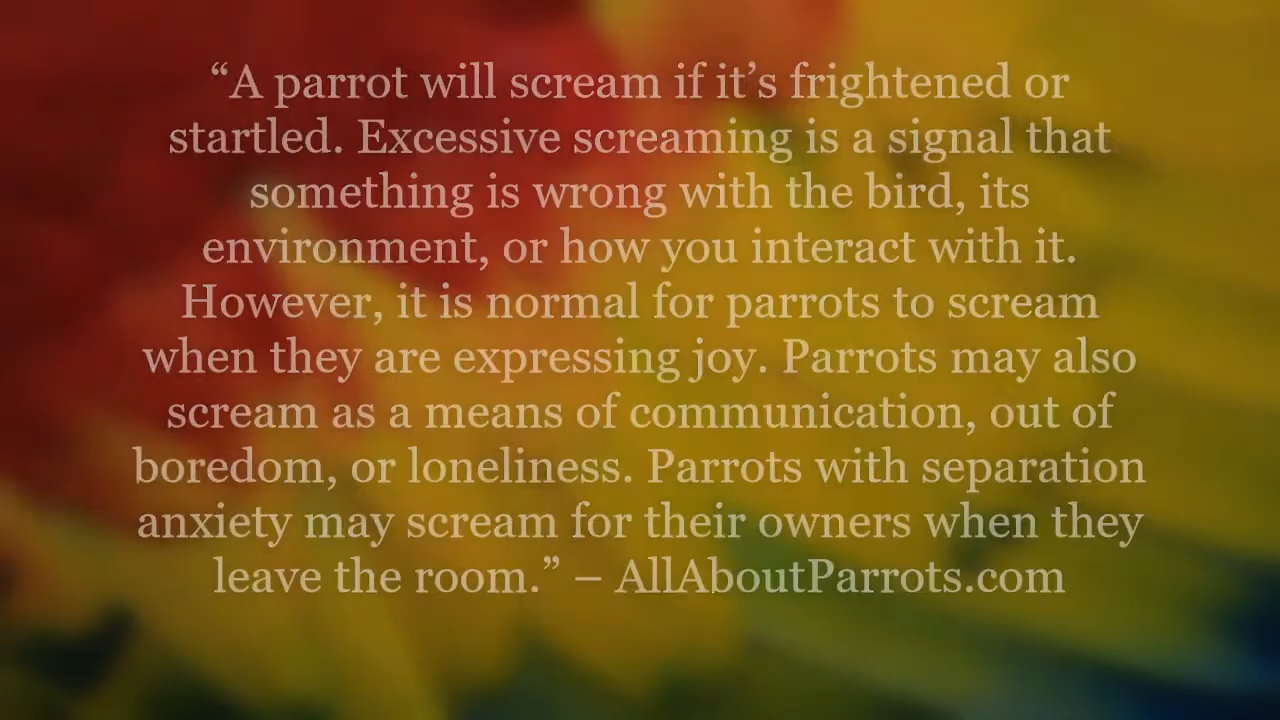 “A parrot will scream if it’s frightened or
startled. Excessive screaming is a signal that
something is wrong with the bird, its
environment, or how you interact with it.
However, it is normal for parrots to scream
when they are expressing joy. Parrots may also
scream as a means of communication, out of
boredom, or loneliness. Parrots with separation
anxiety may scream for their owners when they
leave the room.” – AllAboutParrots.com